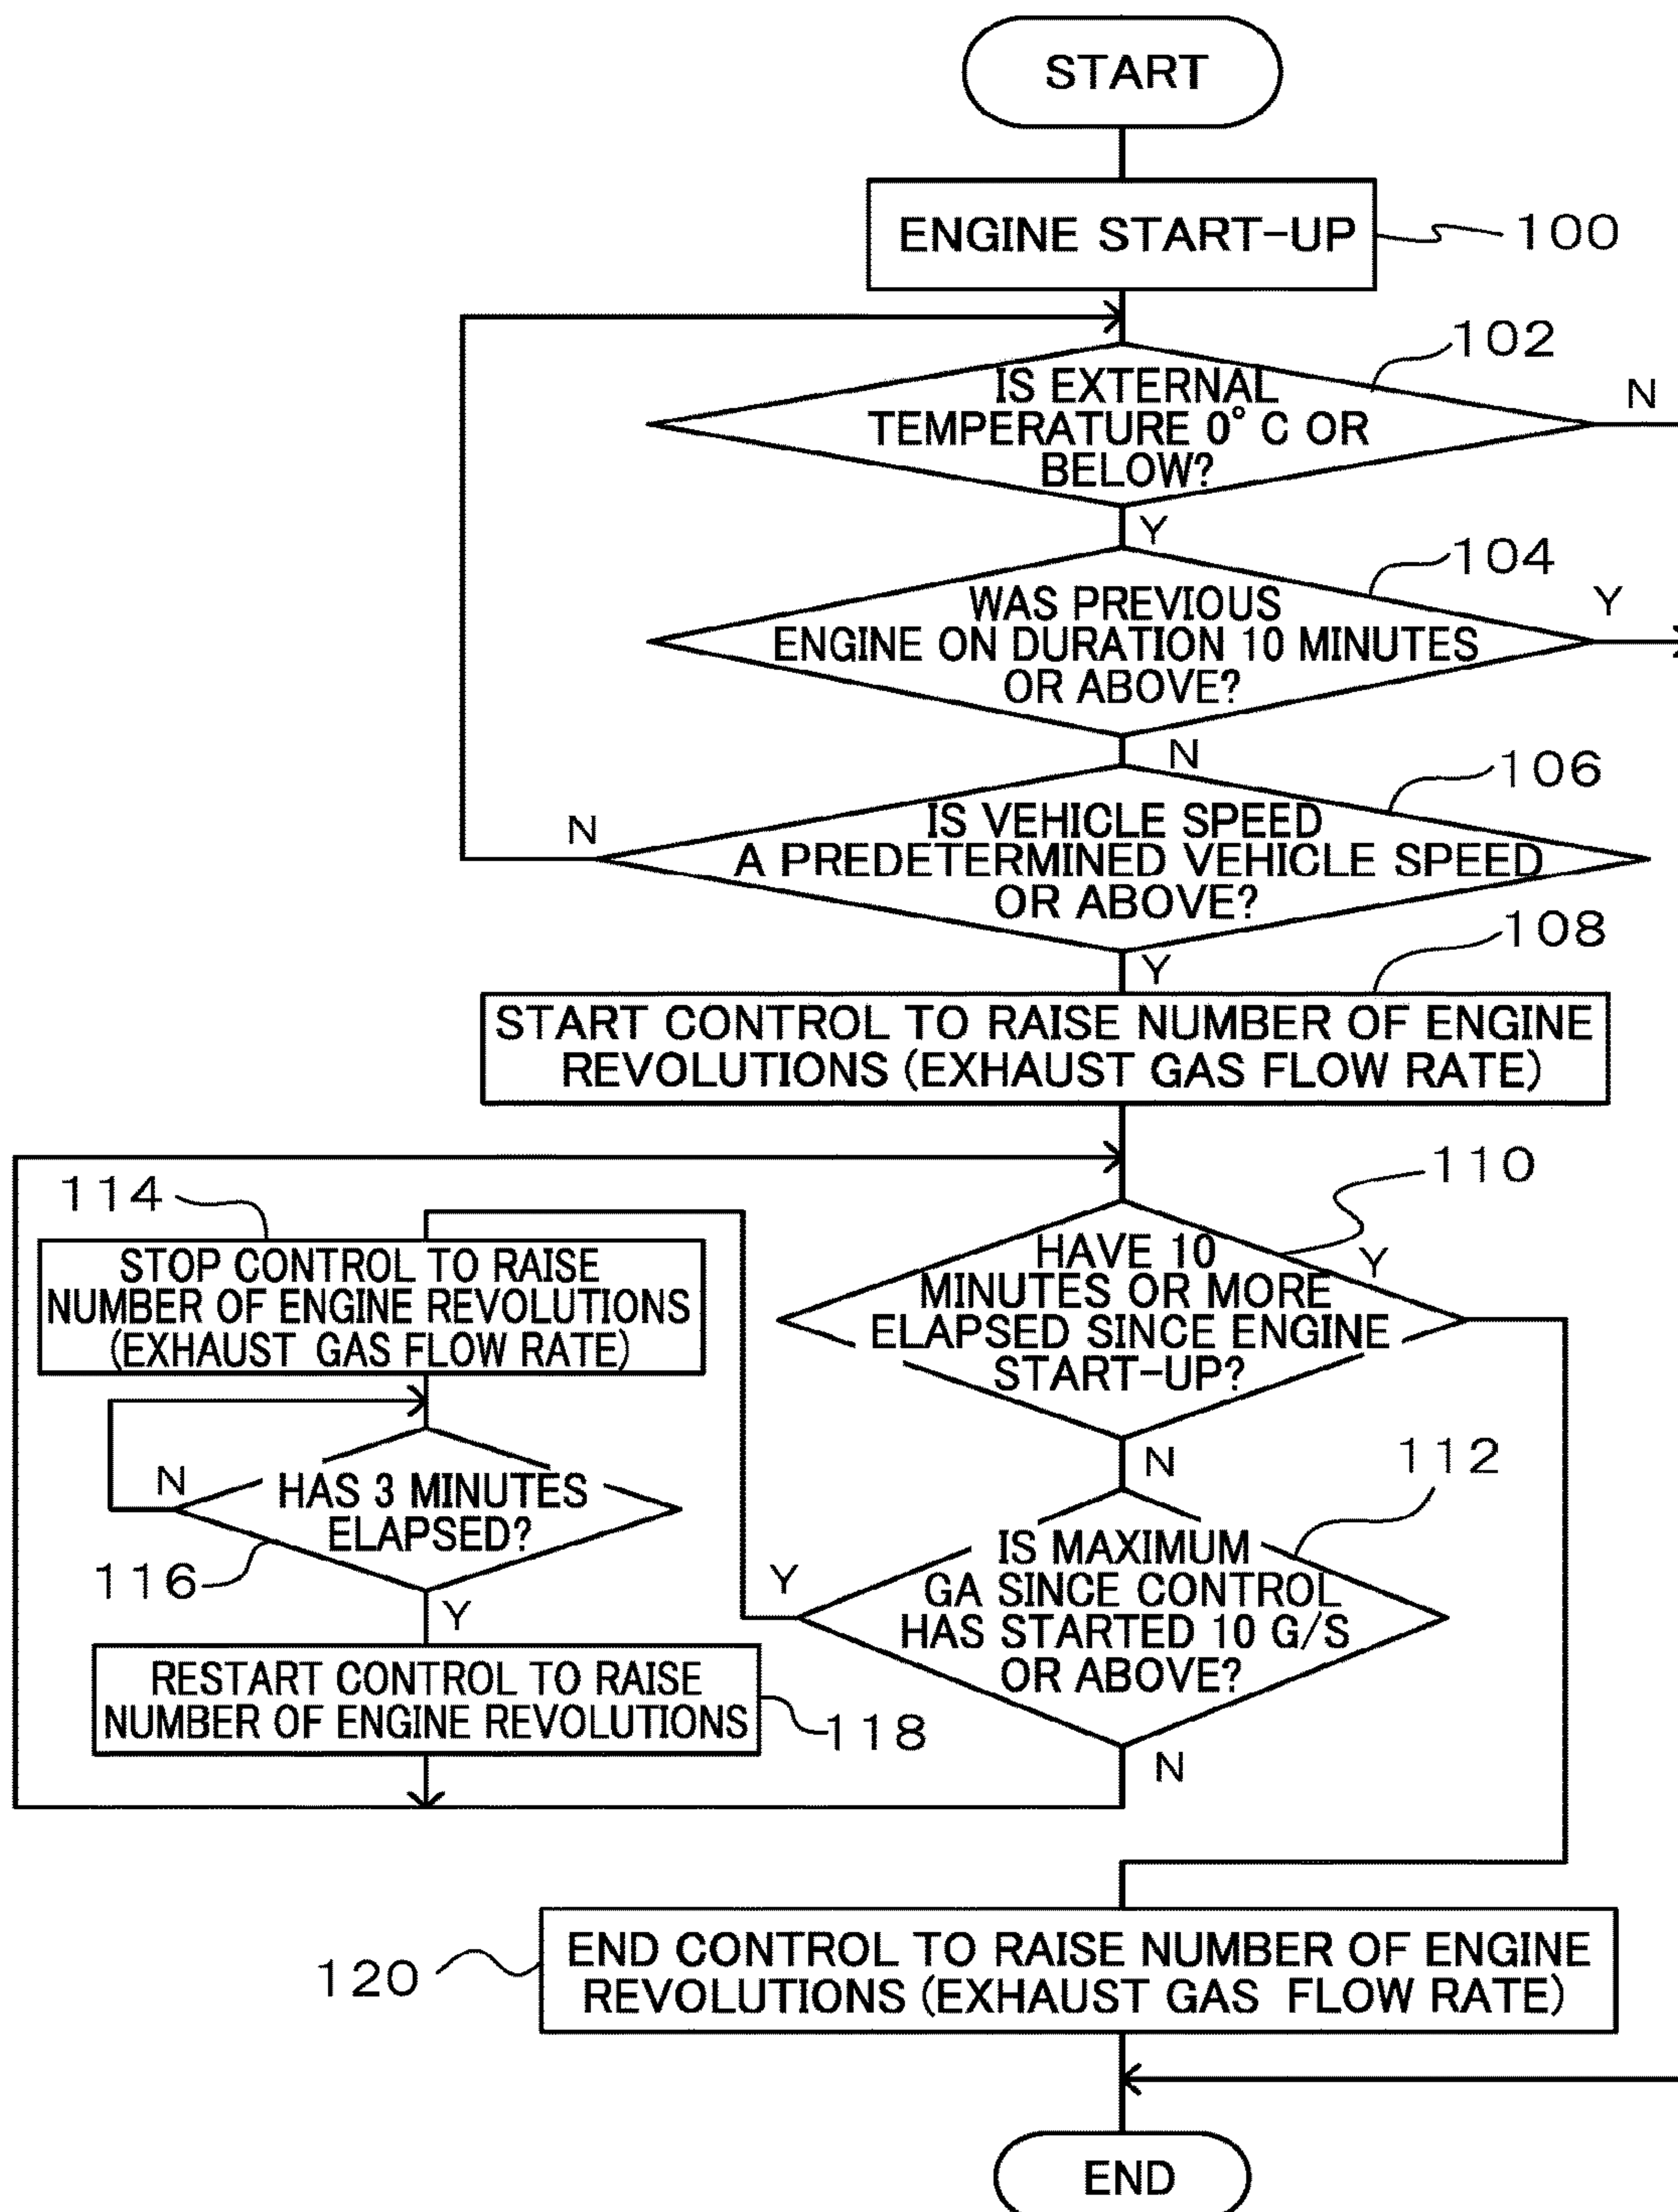 START
ENGINE START-UP
100
102
IS EXTERNAL
TEMPERATURE 0° C OR
BELOW?
N
Y
104
WAS PREVIOUS
ENGINE ON DURATION 10 MINUTES
OR ABOVE?
Y
N
106
IS VEHICLE SPEED
A PREDETERMINED VEHICLE SPEED
OR ABOVE?
N
Y
108
START CONTROL TO RAISE NUMBER OF ENGINE
REVOLUTIONS (EXHAUST GAS FLOW RATE)
110
HAVE 10
MINUTES OR MORE
ELAPSED SINCE ENGINE
START-UP?
Y
N
112
IS MAXIMUM
GA SINCE CONTROL
HAS STARTED 10 G/S
OR ABOVE?
Y
N
114
STOP CONTROL TO RAISE
NUMBER OF ENGINE REVOLUTIONS
(EXHAUST GAS FLOW RATE)
N
HAS 3 MINUTES
ELAPSED?
116
Y
RESTART CONTROL TO RAISE
NUMBER OF ENGINE REVOLUTIONS
118
120
END CONTROL TO RAISE NUMBER OF ENGINE
REVOLUTIONS (EXHAUST GAS FLOW RATE)
END